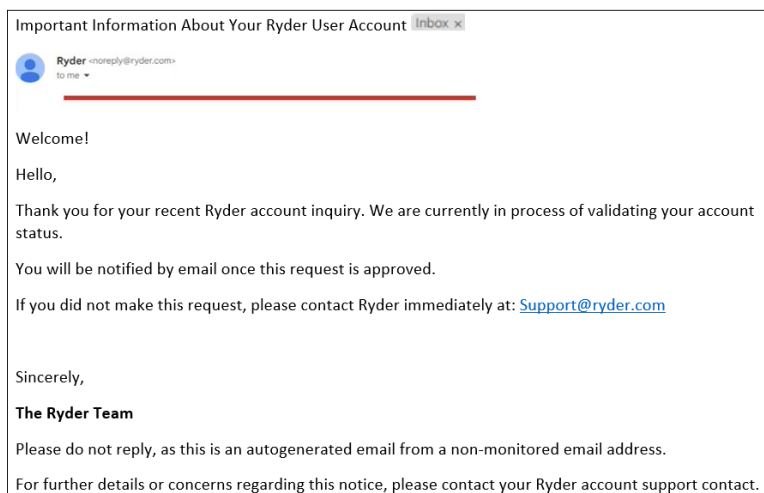 Important Information About Your Ryder User Account Inbox ×
Ryder <noreply@ryder.com>
to me
Welcome!
Hello,
Thank you for your recent Ryder account inquiry. We are currently in process of validating your account
status.
You will be notified by email once this request is approved.
If you did not make this request, please contact Ryder immediately at: Support@ryder.com
Sincerely,
The Ryder Team
Please do not reply, as this is an autogenerated email from a non-monitored email address.
For further details or concerns regarding this notice, please contact your Ryder account support contact.